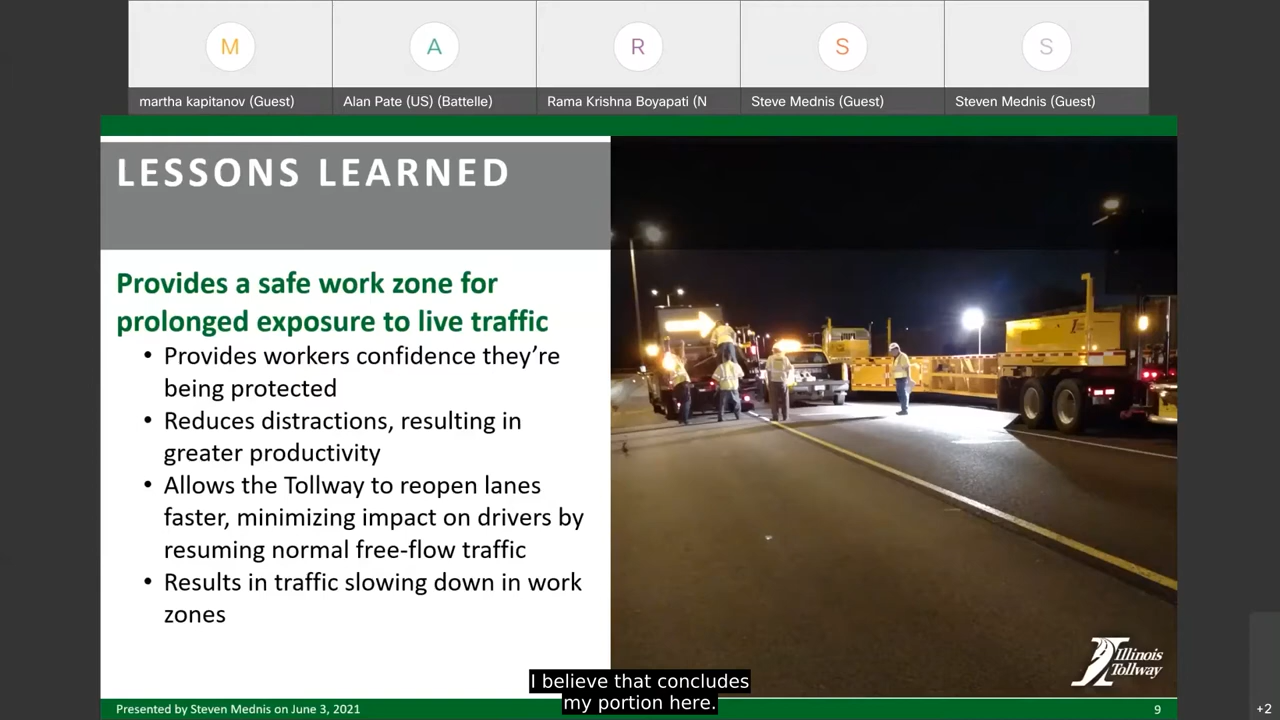 M
A
R
S
S
martha kapitanov (Guest)
Alan Pate (US) (Battelle)
Rama Krishna Boyapati (N
Steve Mednis (Guest)
Steven Mednis (Guest)
LESSONS LEARNED
Provides a safe work zone for
prolonged exposure to live traffic
• Provides workers confidence they’re
being protected
• Reduces distractions, resulting in
greater productivity
• Allows the Tollway to reopen lanes
faster, minimizing impact on drivers by
resuming normal free-flow traffic
• Results in traffic slowing down in work
zones
Illinois
Tollway
I believe that concludes
my portion here.
Presented by Steven Mednis on June 3, 2021
9
+2